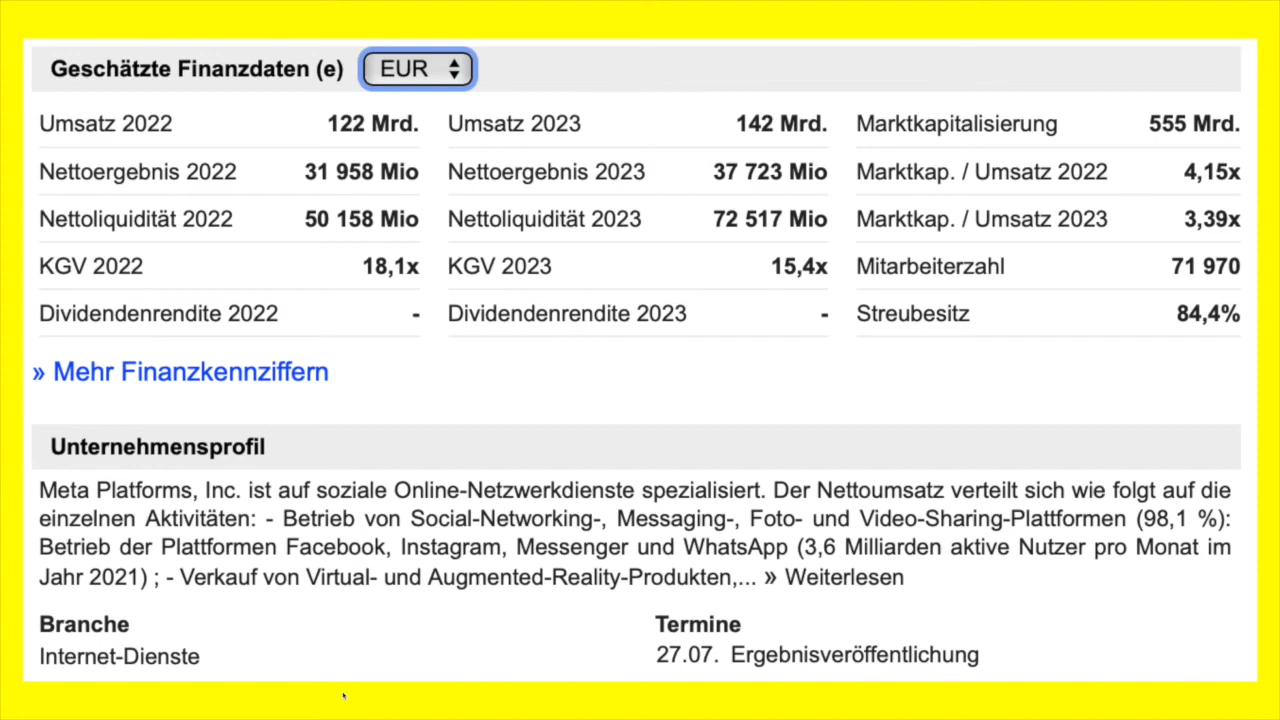 Geschätzte Finanzdaten (e) EUR
Umsatz 2022 122 Mrd. Umsatz 2023 142 Mrd. Marktkapitalisierung 555 Mrd.
Nettoergebnis 2022 31 958 Mio Nettoergebnis 2023 37 723 Mio Marktkap. / Umsatz 2022 4,15x
Nettoliquidität 2022 50 158 Mio Nettoliquidität 2023 72 517 Mio Marktkap. / Umsatz 2023 3,39x
KGV 2022 18,1x KGV 2023 15,4x Mitarbeiterzahl 71 970
Dividendenrendite 2022 - Dividendenrendite 2023 - Streubesitz 84,4%
» Mehr Finanzkennziffern
Unternehmensprofil
Meta Platforms, Inc. ist auf soziale Online-Netzwerkdienste spezialisiert. Der Nettoumsatz verteilt sich wie folgt auf die
einzelnen Aktivitäten: - Betrieb von Social-Networking-, Messaging-, Foto- und Video-Sharing-Plattformen (98,1 %):
Betrieb der Plattformen Facebook, Instagram, Messenger und WhatsApp (3,6 Milliarden aktive Nutzer pro Monat im
Jahr 2021) ; - Verkauf von Virtual- und Augmented-Reality-Produkten,... » Weiterlesen
Branche Termine
Internet-Dienste 27.07. Ergebnisveröffentlichung